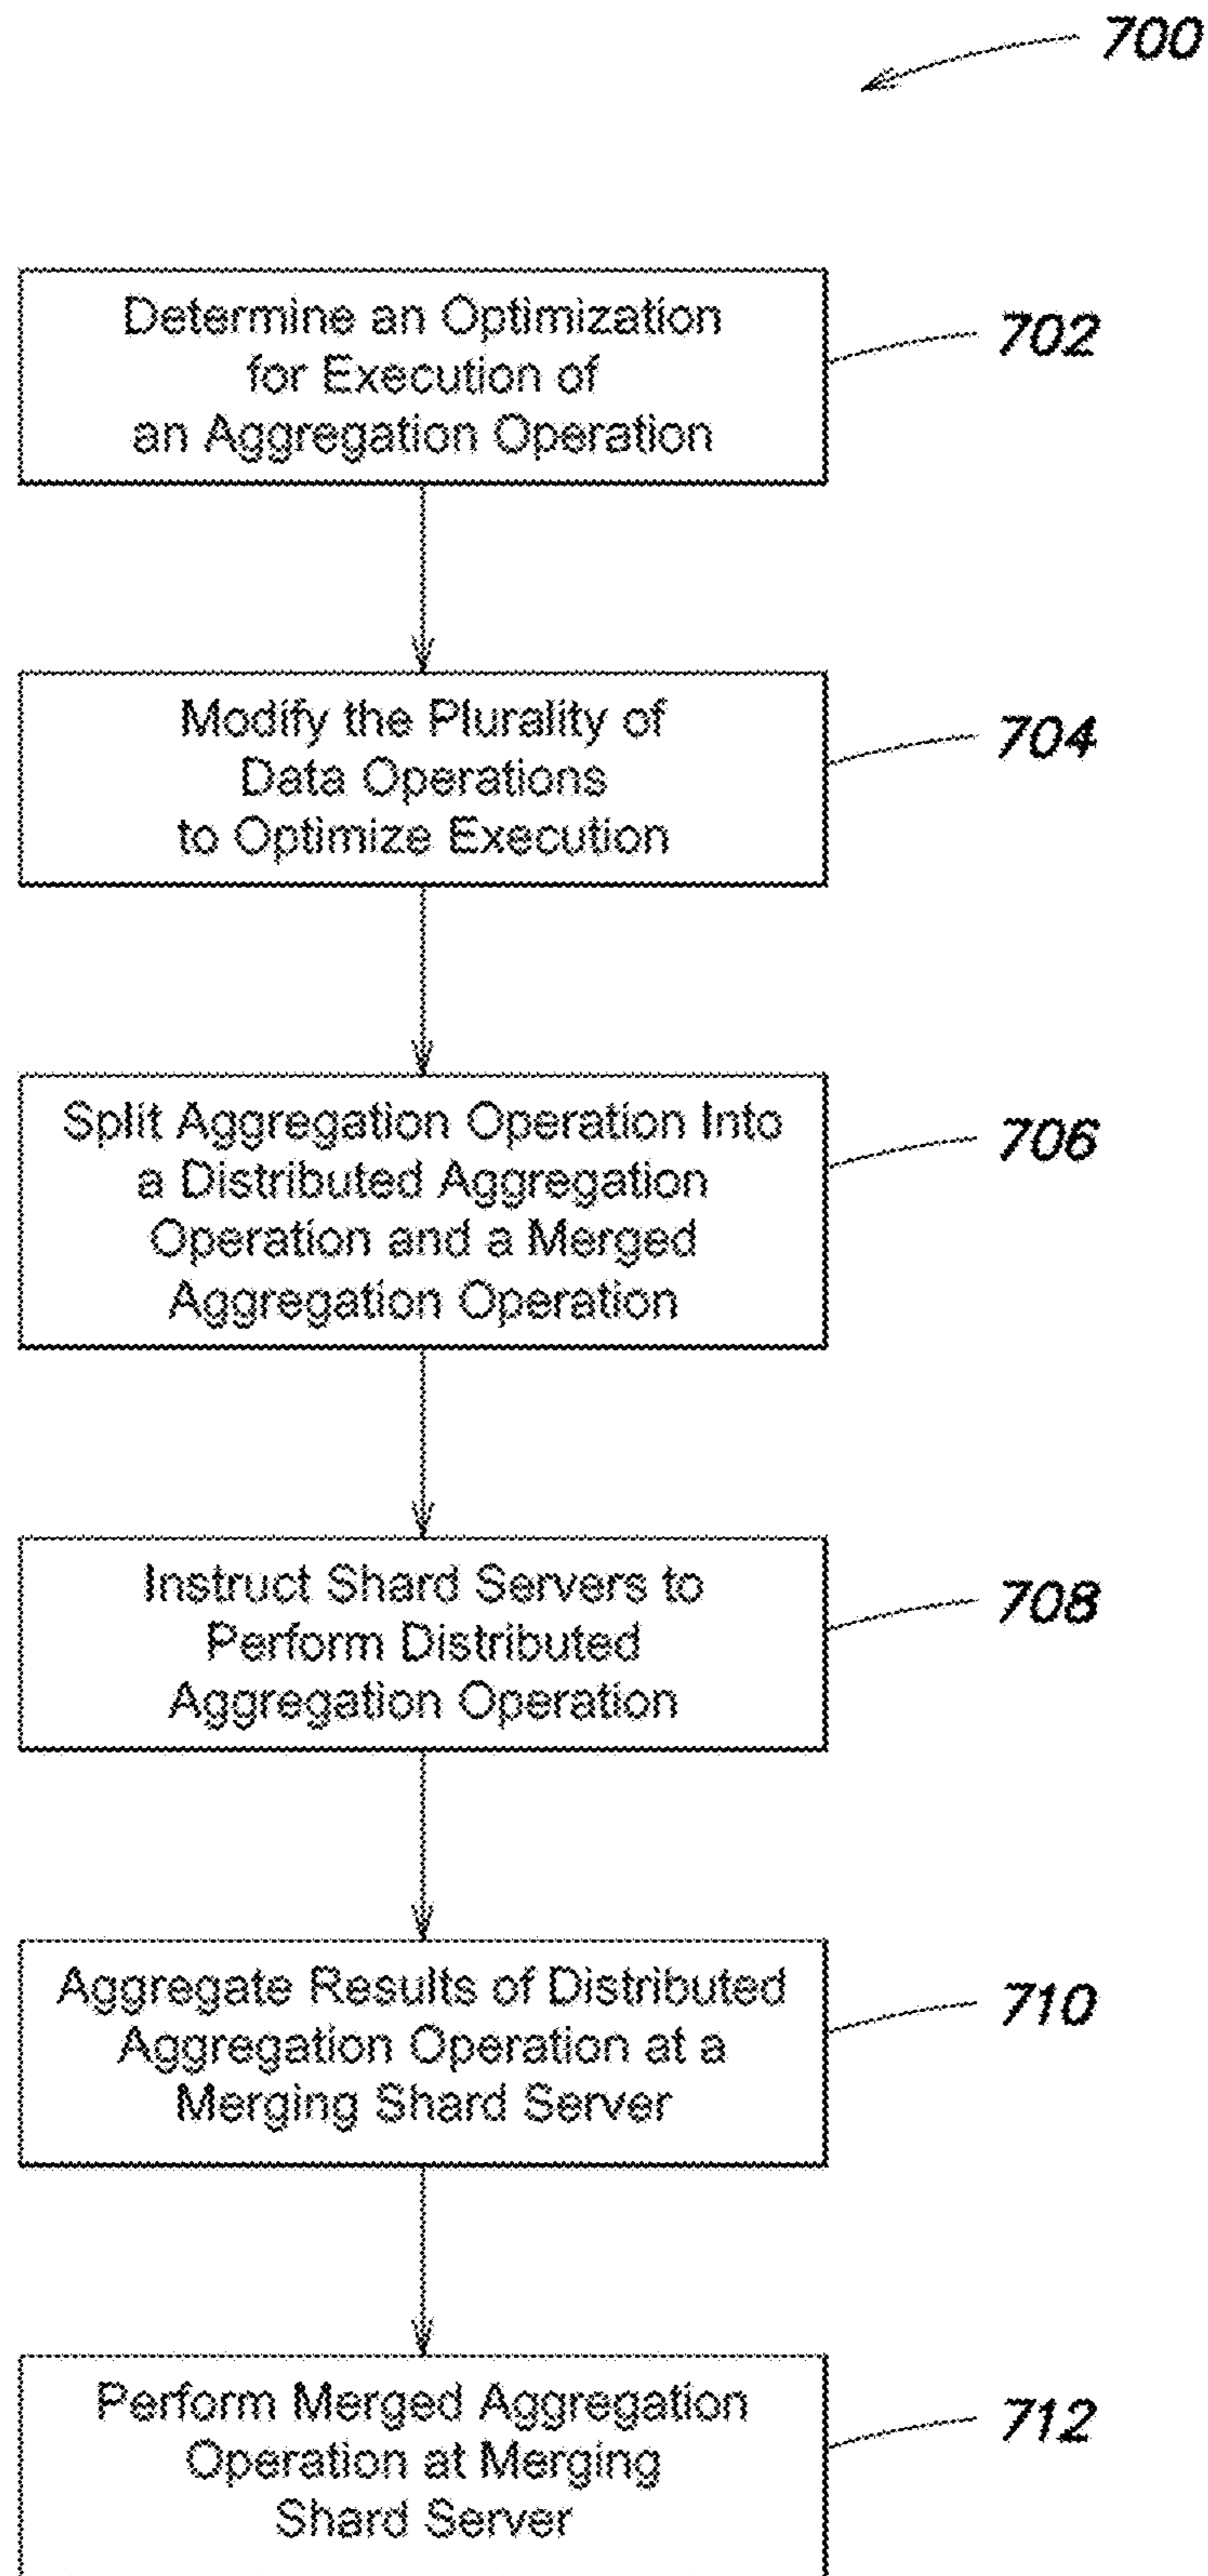 700
Determine an Optimization
for Execution of
an Aggregation Operation
702
Modify the Plurality of
Data Operations
to Optimize Execution
704
Split Aggregation Operation Into
a Distributed Aggregation
Operation and a Merged
Aggregation Operation
706
Instruct Shard Servers to
Perform Distributed
Aggregation Operation
708
Aggregate Results of Distributed
Aggregation Operation at a
Merging Shard Server
710
Perform Merged Aggregation
Operation at Merging
Shard Server
712